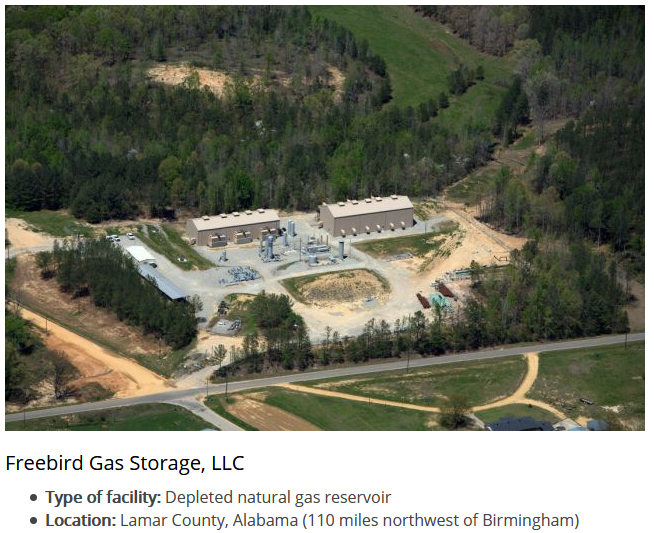 Freebird Gas Storage, LLC
Type of facility: Depleted natural gas reservoir
Location: Lamar County, Alabama (110 miles northwest of Birmingham)